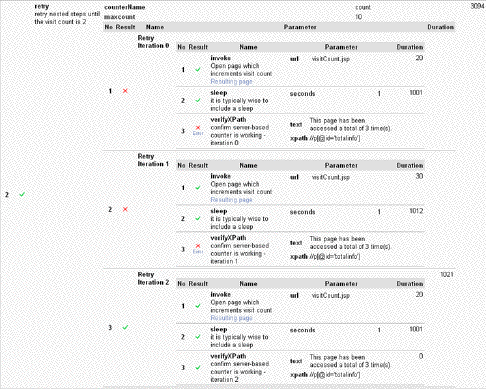 retry
retry nested steps until
the visit count is 2
counterName count 3094
maxcount 10
No Result Name Parameter Duration
Retry
Iteration 0
No Result Name Parameter Duration
1 invoke url visitCount.jsp 20
Open page which
increments visit count
Resulting page
2 sleep seconds 1 1001
it is typically wise to
include a sleep
1
3 verifyXPath text This page has been
Error confirm server-based accessed a total of 3 time(s).
counter is working - xpath //p[@id='totalinfo']
iteration 0
Retry
Iteration 1
No Result Name Parameter Duration
1 invoke url visitCount.jsp 30
Open page which
increments visit count
Resulting page
2
2 sleep seconds 1 1012
it is typically wise to
include a sleep
2
3 verifyXPath text This page has been
Error confirm server-based accessed a total of 3 time(s).
counter is working - xpath //p[@id='totalinfo']
iteration 1
Retry 1021
Iteration 2
No Result Name Parameter Duration
1 invoke url visitCount.jsp 20
Open page which
increments visit count
Resulting page
3
2 sleep seconds 1 1001
it is typically wise to
include a sleep
3 verifyXPath text This page has been 0
confirm server-based accessed a total of 3 time(s).
counter is working - xpath //p[@id='totalinfo']
iteration 2